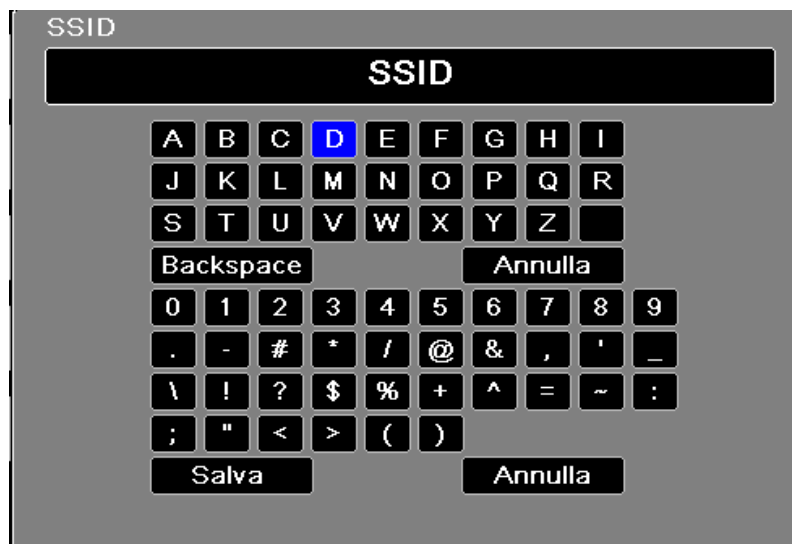 SSID
SSID
A B C D E F G H I
J K L M N O P Q R
S T U V W X Y Z
Backspace Annulla
0 1 2 3 4 5 6 7 8 9
. - # * / @ & , ' _
\ ! ? $ % + ^ = ~ :
; " < > ( )
Salva Annulla